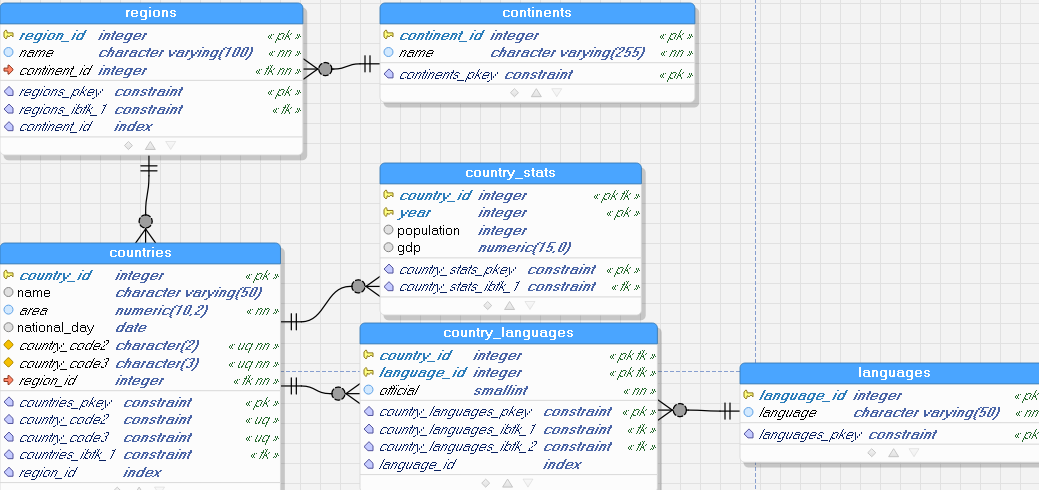 regions
region_id integer « pk »
name character varying(100) « nn »
continent_id integer « fk nn »
regions_pkey constraint « pk »
regions_ibfk_1 constraint « fk »
continent_id index
continents
continent_id integer « pk »
name character varying(255) « nn »
continents_pkey constraint « pk »
country_stats
country_id integer « pk fk »
year integer « pk »
population integer
gdp numeric(15,0)
country_stats_pkey constraint « pk »
country_stats_ibfk_1 constraint « fk »
countries
country_id integer « pk »
name character varying(50)
area numeric(10,2) « nn »
national_day date
country_code2 character(2) « uq nn »
country_code3 character(3) « uq nn »
region_id integer « fk nn »
countries_pkey constraint « pk »
country_code2 constraint « uq »
country_code3 constraint « uq »
countries_ibfk_1 constraint « fk »
region_id index
country_languages
country_id integer « pk fk »
language_id integer « pk fk »
official smallint « nn »
country_languages_pkey constraint « pk »
country_languages_ibfk_1 constraint « fk »
country_languages_ibfk_2 constraint « fk »
language_id index
languages
language_id integer « pk
language character varying(50) « nn
languages_pkey constraint « pk